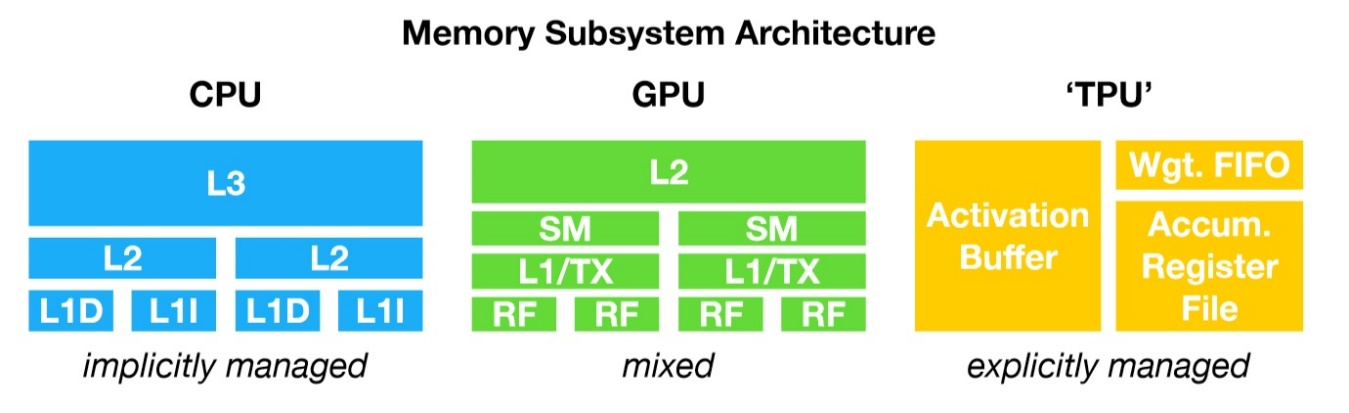 Memory Subsystem Architecture
CPU
GPU
‘TPU’
L3
L2
L2
L1D
L1I
L1D
L1I
implicitly managed
L2
SM
SM
L1/TX
L1/TX
RF
RF
RF
RF
mixed
Activation
Buffer
Wgt. FIFO
Accum.
Register
File
explicitly managed